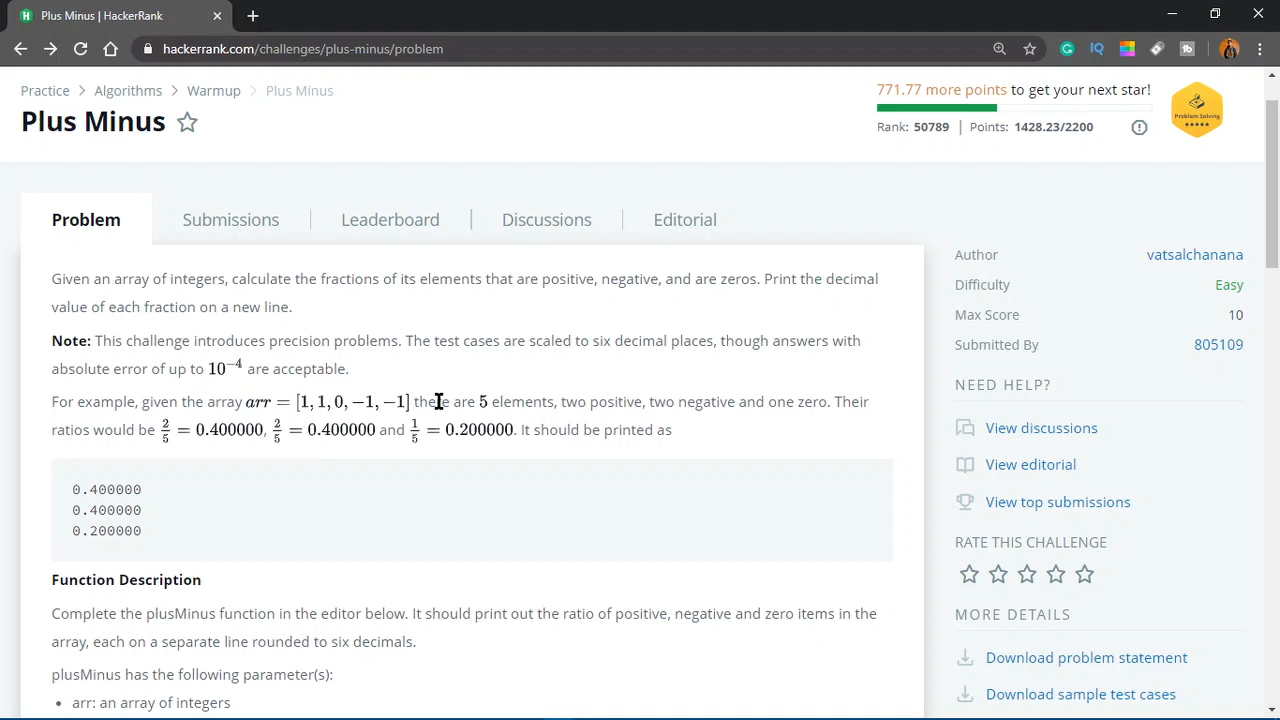 Plus Minus | HackerRank
hackerrank.com/challenges/plus-minus/problem
Practice > Algorithms > Warmup > Plus Minus
Plus Minus
771.77 more points to get your next star!
Rank: 50789 | Points: 1428.23/2200
Problem Solving
Problem
Submissions
Leaderboard
Discussions
Editorial
Given an array of integers, calculate the fractions of its elements that are positive, negative, and are zeros. Print the decimal
value of each fraction on a new line.
Note: This challenge introduces precision problems. The test cases are scaled to six decimal places, though answers with
absolute error of up to 10⁻⁴ are acceptable.
For example, given the array arr = [1, 1, 0, −1, −1] there are 5 elements, two positive, two negative and one zero. Their
ratios would be 2/5 = 0.400000, 2/5 = 0.400000 and 1/5 = 0.200000. It should be printed as
0.400000
0.400000
0.200000
Function Description
Complete the plusMinus function in the editor below. It should print out the ratio of positive, negative and zero items in the
array, each on a separate line rounded to six decimals.
plusMinus has the following parameter(s):
• arr: an array of integers
Author vatsalchanana
Difficulty Easy
Max Score 10
Submitted By 805109
NEED HELP?
View discussions
View editorial
View top submissions
RATE THIS CHALLENGE
MORE DETAILS
Download problem statement
Download sample test cases